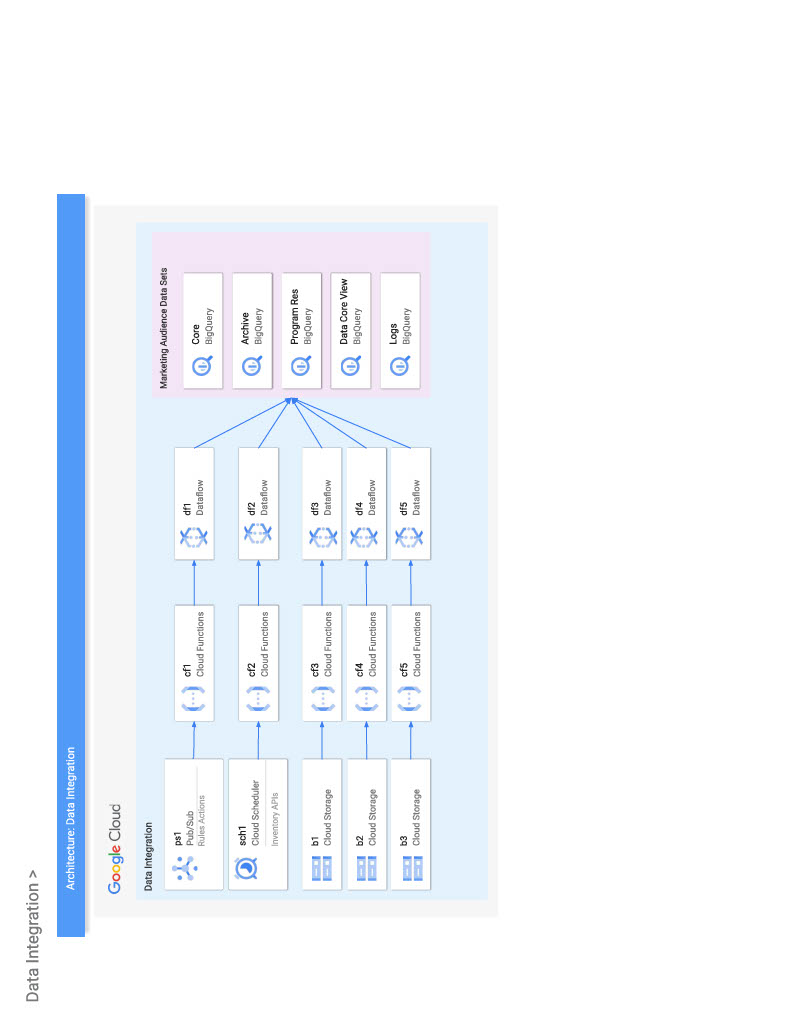 Data Integration >
Architecture: Data Integration
Google Cloud
Data Integration
ps1
Pub/Sub
Rules Actions
cf1
Cloud Functions
df1
Dataflow
sch1
Cloud Scheduler
Inventory APIs
cf2
Cloud Functions
df2
Dataflow
b1
Cloud Storage
cf3
Cloud Functions
df3
Dataflow
b2
Cloud Storage
cf4
Cloud Functions
df4
Dataflow
b3
Cloud Storage
cf5
Cloud Functions
df5
Dataflow
Marketing Audience Data Sets
Core
BigQuery
Archive
BigQuery
Program Res
BigQuery
Data Core View
BigQuery
Logs
BigQuery